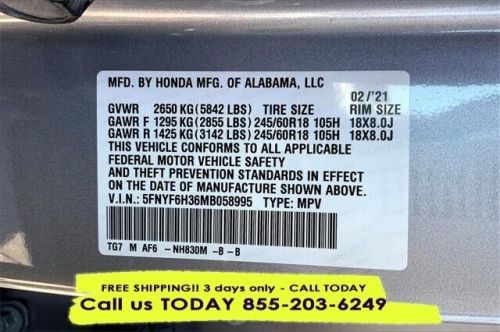 MFD. BY HONDA MFG. OF ALABAMA, LLC
02/'21
GVWR 2650 KG (5842 LBS) TIRE SIZE RIM SIZE
GAWR F 1295 KG (2855 LBS) 245/60R18 105H 18X8.0J
GAWR R 1425 KG (3142 LBS) 245/60R18 105H 18X8.0J
THIS VEHICLE CONFORMS TO ALL APPLICABLE
FEDERAL MOTOR VEHICLE SAFETY
AND THEFT PREVENTION STANDARDS IN EFFECT
ON THE DATE OF MANUFACTURE SHOWN ABOVE.
V.I.N.: 5FNYF6H36MB058995 TYPE: MPV
TG7 M AF6 -NH830M -B -B
FREE SHIPPING!! 3 days only - CALL TODAY
Call us TODAY 855-203-6249